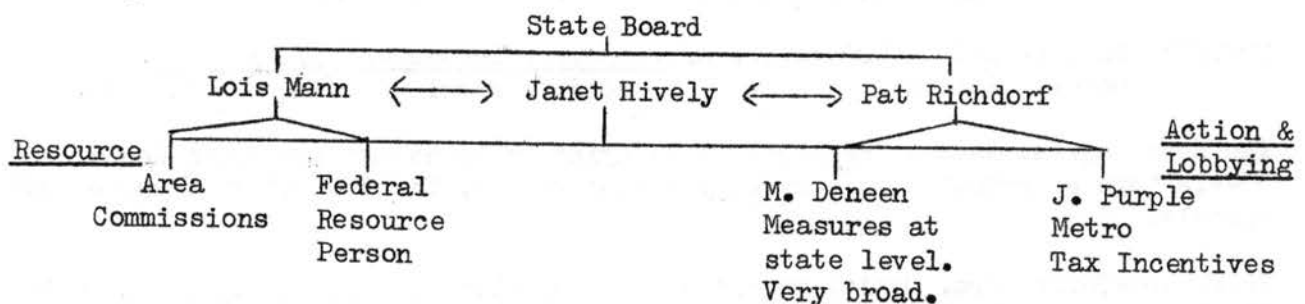 State Board
Lois Mann Janet Hively Pat Richdorf
Resource
Action &
Lobbying
Area
Commissions
Federal
Resource
Person
M. Deneen
Measures at
state level.
Very broad.
J. Purple
Metro
Tax Incentives